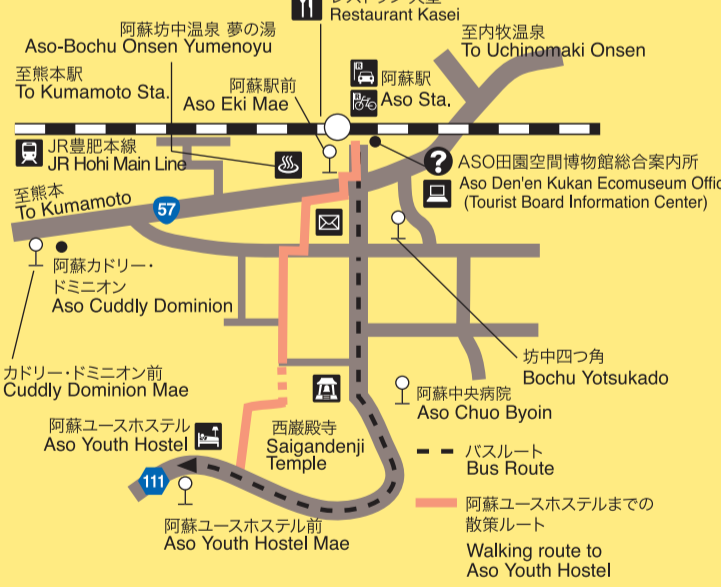 Restaurant Kasei
阿蘇坊中温泉 夢の湯
Aso-Bochu Onsen Yumenoyu
至内牧温泉
To Uchinomaki Onsen
至熊本駅
To Kumamoto Sta.
阿蘇駅前
Aso Eki Mae
阿蘇駅
Aso Sta.
JR豊肥本線
JR Hohi Main Line
?
ASO田園空間博物館総合案内所
Aso Den'en Kukan Ecomuseum Offic
(Tourist Board Information Center)
至熊本
To Kumamoto
57
阿蘇カドリー・
ドミニオン
Aso Cuddly Dominion
カドリー・ドミニオン前
Cuddly Dominion Mae
坊中四つ角
Bochu Yotsukado
阿蘇中央病院
Aso Chuo Byoin
阿蘇ユースホステル
Aso Youth Hostel
西巌殿寺
Saigandenji
Temple
111
阿蘇ユースホステル前
Aso Youth Hostel Mae
バスルート
Bus Route
阿蘇ユースホステルまでの
散策ルート
Walking route to
Aso Youth Hostel